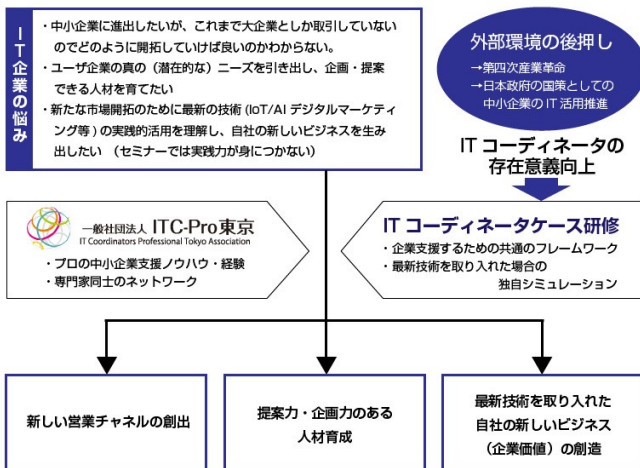 IT企業の悩み
・中小企業に進出したいが、これまで大企業としか取引していない
のでどのように開拓していけば良いのかわからない。
・ユーザ企業の真の（潜在的な）ニーズを引き出し、企画・提案
できる人材を育てたい
・新たな市場開拓のために最新の技術(IoT/AI デジタルマーケティ
ング等)の実践的活用を理解し、自社の新しいビジネスを生み
出したい （セミナーでは実践力が身につかない）
外部環境の後押し
→第四次産業革命
→日本政府の国策としての
中小企業のIT活用推進
IT コーディネータの
存在意義向上
一般社団法人 ITC-Pro東京
IT Coordinators Professional Tokyo Association
・プロの中小企業支援ノウハウ・経験
・専門家同士のネットワーク
IT コーディネータケース研修
・企業支援するための共通のフレームワーク
・最新技術を取り入れた場合の
独自シミュレーション
新しい営業チャネルの創出
提案力・企画力のある
人材育成
最新技術を取り入れた
自社の新しいビジネス
（企業価値）の創造